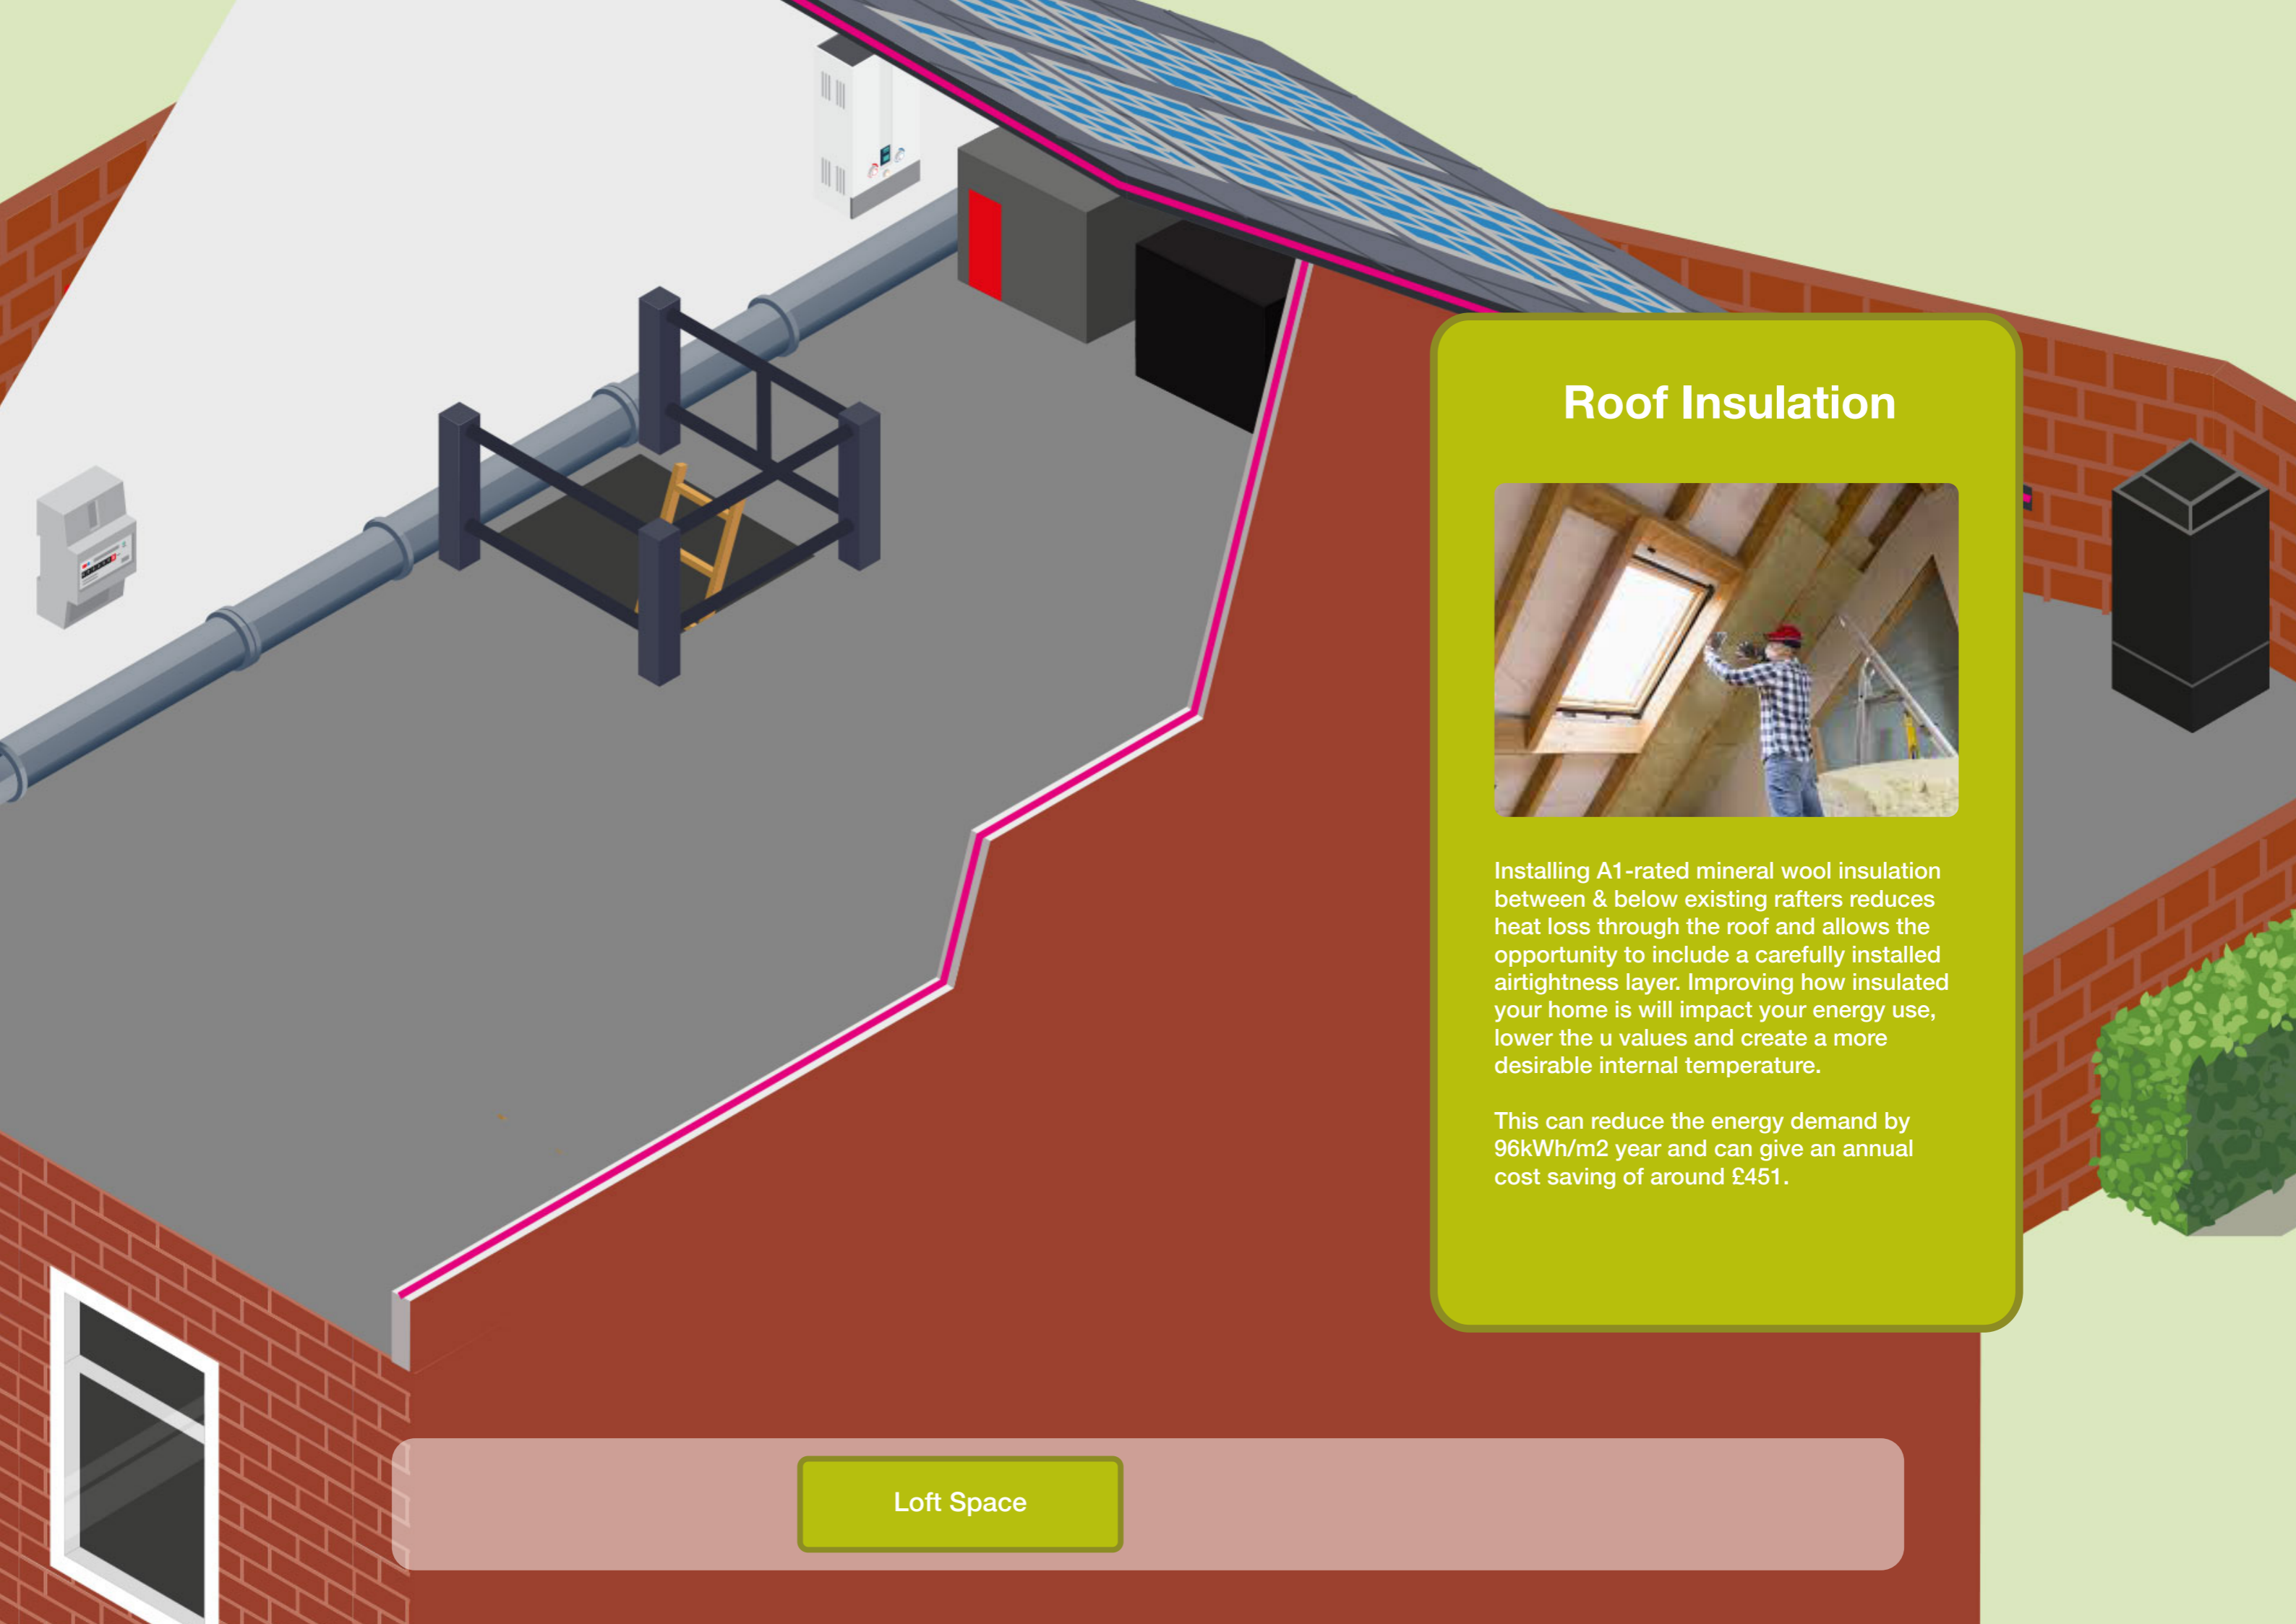 Roof Insulation
Installing A1-rated mineral wool insulation
between & below existing rafters reduces
heat loss through the roof and allows the
opportunity to include a carefully installed
airtightness layer. Improving how insulated
your home is will impact your energy use,
lower the u values and create a more
desirable internal temperature.
This can reduce the energy demand by
96kWh/m2 year and can give an annual
cost saving of around £451.
Loft Space